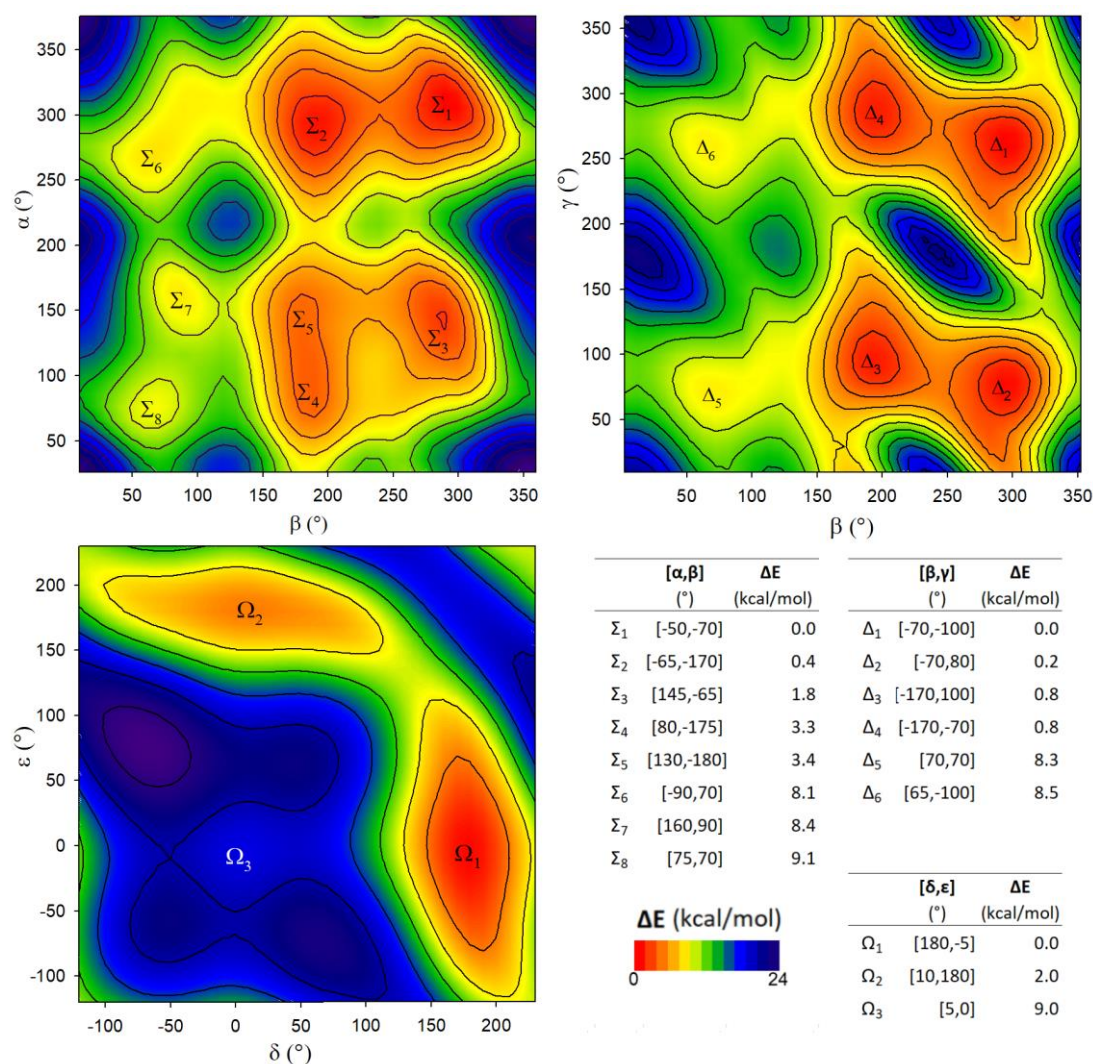 350
300
250
200
150
100
50
α (°)
Σ1
Σ2
Σ6
Σ7
Σ5
Σ3
Σ4
Σ8
50 100 150 200 250 300 350
β (°)
350
300
250
200
150
100
50
γ (°)
Δ4
Δ1
Δ6
Δ3
Δ2
Δ5
50 100 150 200 250 300 350
β (°)
200
150
100
50
0
-50
-100
ε (°)
Ω2
Ω3
Ω1
-100 -50 0 50 100 150 200
δ (°)
[α,β] ΔE
(°) (kcal/mol)
Σ1 [-50,-70] 0.0
Σ2 [-65,-170] 0.4
Σ3 [145,-65] 1.8
Σ4 [80,-175] 3.3
Σ5 [130,-180] 3.4
Σ6 [-90,70] 8.1
Σ7 [160,90] 8.4
Σ8 [75,70] 9.1
[β,γ] ΔE
(°) (kcal/mol)
Δ1 [-70,-100] 0.0
Δ2 [-70,80] 0.2
Δ3 [-170,100] 0.8
Δ4 [-170,-70] 0.8
Δ5 [70,70] 8.3
Δ6 [65,-100] 8.5
ΔE (kcal/mol)
0 24
[δ,ε] ΔE
(°) (kcal/mol)
Ω1 [180,-5] 0.0
Ω2 [10,180] 2.0
Ω3 [5,0] 9.0